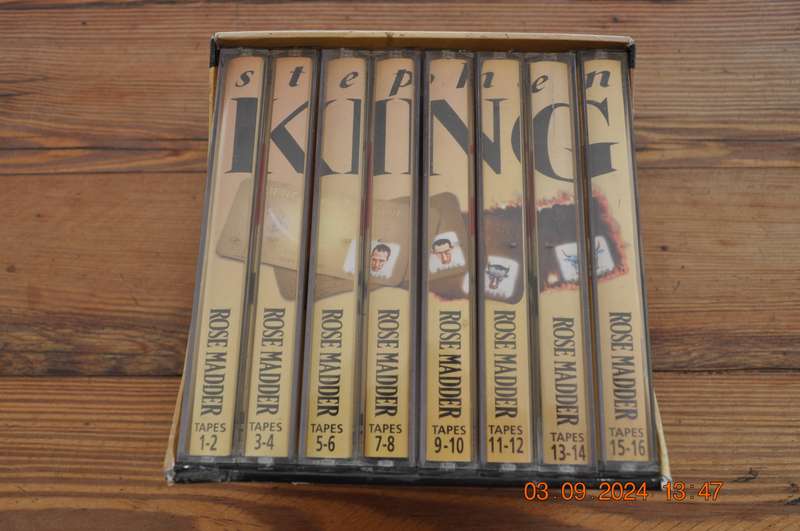 stephen
KING
ROSE MADDER
TAPES
1-2
ROSE MADDER
TAPES
3-4
ROSE MADDER
TAPES
5-6
ROSE MADDER
TAPES
7-8
ROSE MADDER
TAPES
9-10
ROSE MADDER
TAPES
11-12
ROSE MADDER
TAPES
13-14
ROSE MADDER
TAPES
15-16
03.09.2024 13:47